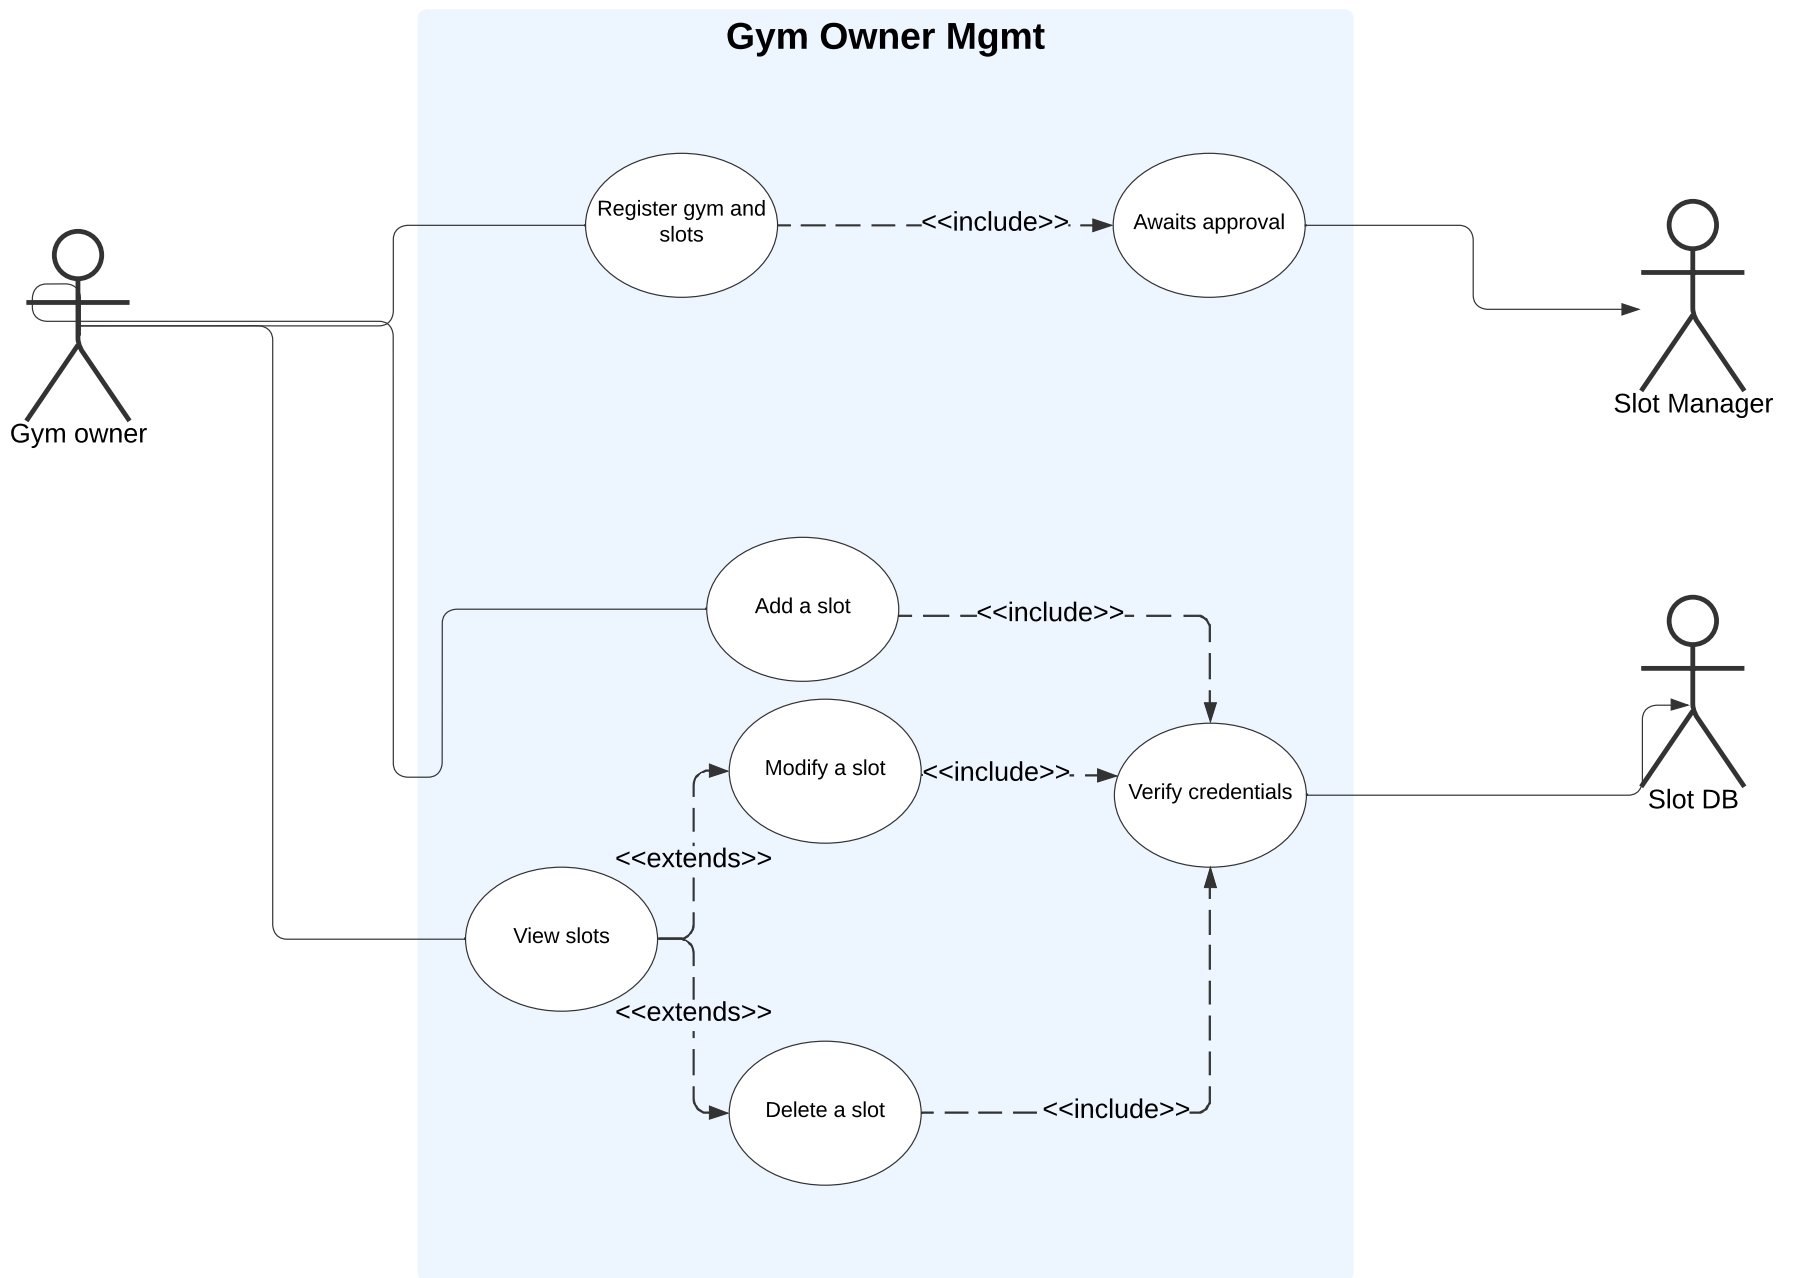 Gym Owner Mgmt
Register gym and
slots
<<include>>
Awaits approval
Gym owner
Slot Manager
Add a slot
<<include>>
Modify a slot
<<include>>
Verify credentials
Slot DB
<<extends>>
View slots
<<extends>>
Delete a slot
<<include>>